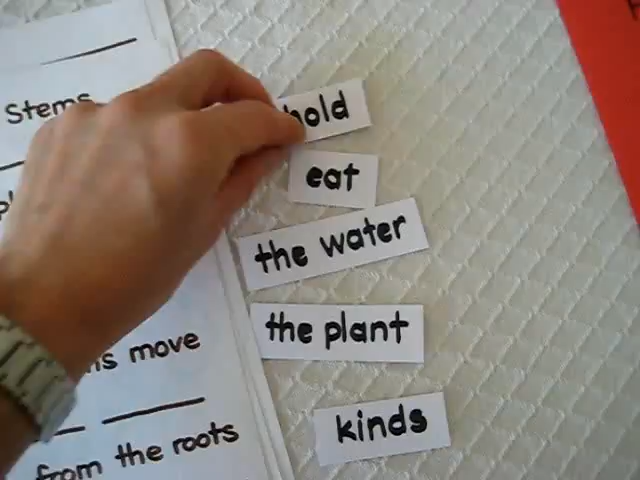 Stems
hold
eat
the water
the plant
move
kinds
from the roots